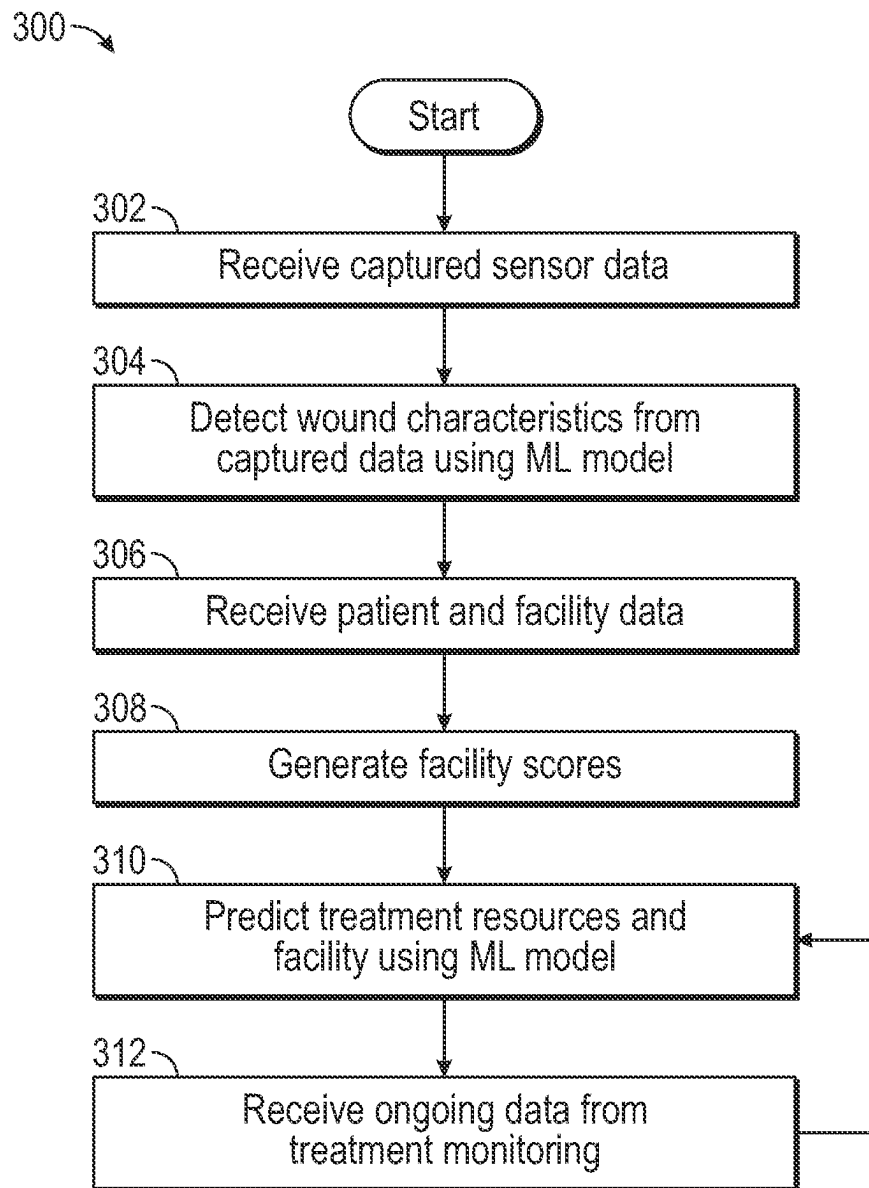 300
Start
302
Receive captured sensor data
304
Detect wound characteristics from
captured data using ML model
306
Receive patient and facility data
308
Generate facility scores
310
Predict treatment resources and
facility using ML model
312
Receive ongoing data from
treatment monitoring